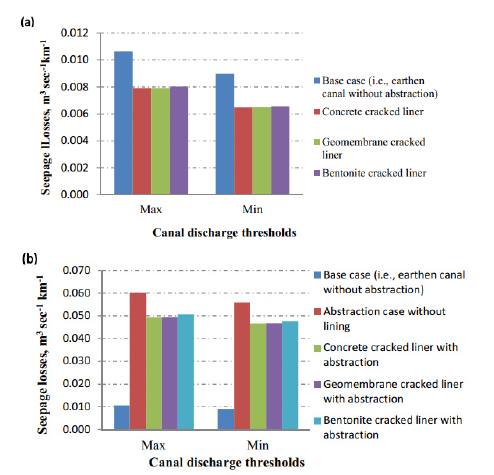 (a)
0.012
0.010
0.008
0.006
0.004
0.002
0.000
Seepage lLosses, m³ sec⁻¹km⁻¹
Max
Min
Canal discharge thresholds
Base case (i.e., earthen
canal without abstraction)
Concrete cracked liner
Geomembrane cracked
liner
Bentonite cracked liner
(b)
0.070
0.060
0.050
0.040
0.030
0.020
0.010
0.000
Seepage losses, m³ sec⁻¹ km⁻¹
Max
Min
Canal discharge thresholds
Base case (i.e., earthen canal
without abstraction)
Abstraction case without
lining
Concrete cracked liner with
abstraction
Geomembrane cracked liner
with abstraction
Bentonite cracked liner with
abstraction